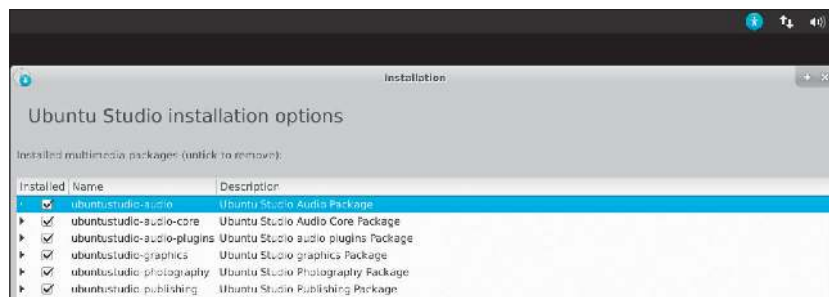 Installation
Ubuntu Studio installation options
Installed multimedia packages (untick to remove):
Installed Name Description
ubuntustudio-audio Ubuntu Studio Audio Package
ubuntustudio-audio-core Ubuntu Studio Audio Core Package
ubuntustudio-audio-plugins Ubuntu Studio audio plugins Package
ubuntustudio-graphics Ubuntu Studio graphics Package
ubuntustudio-photography Ubuntu Studio Photography Package
ubuntustudio-publishing Ubuntu Studio Publishing Package